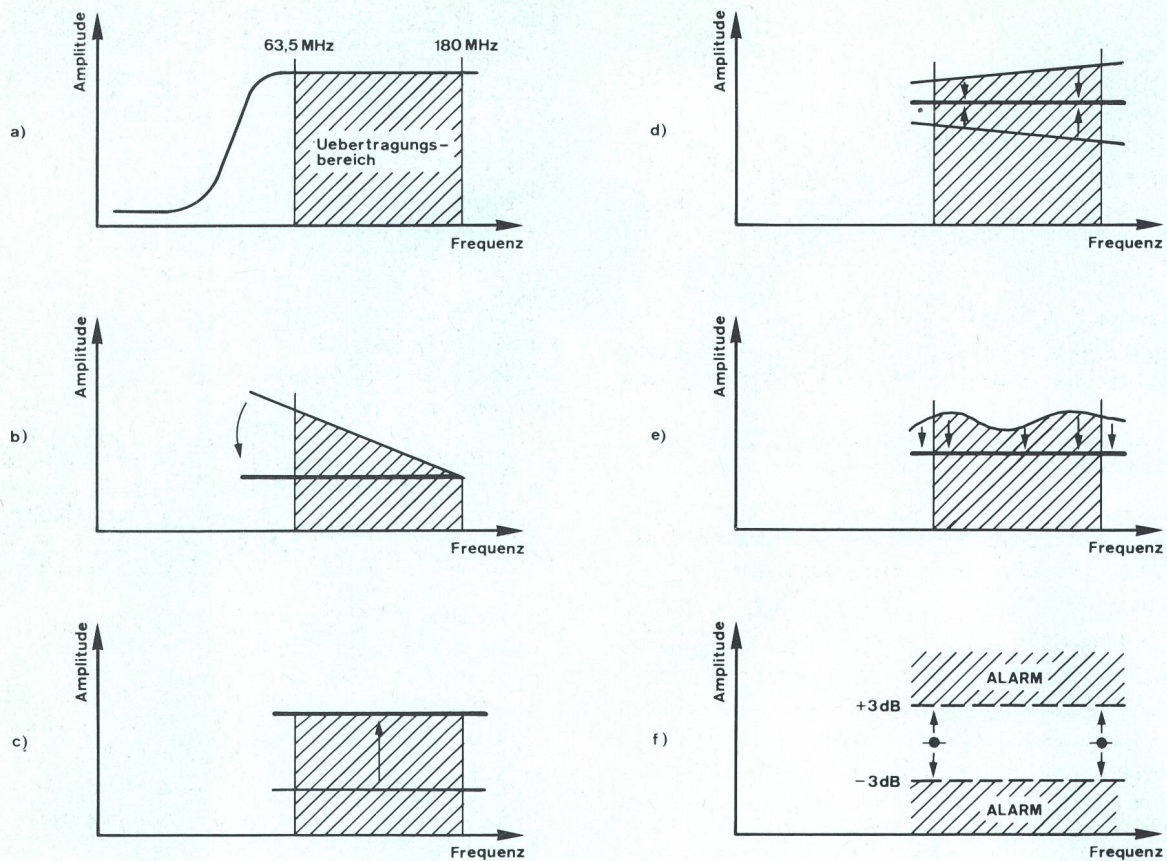 a)
Amplitude
63,5 MHz
180 MHz
Uebertragungs-
bereich
Frequenz
b)
Amplitude
Frequenz
c)
Amplitude
Frequenz
d)
Amplitude
Frequenz
e)
Amplitude
Frequenz
f)
Amplitude
ALARM
+3dB
−3dB
ALARM
Frequenz